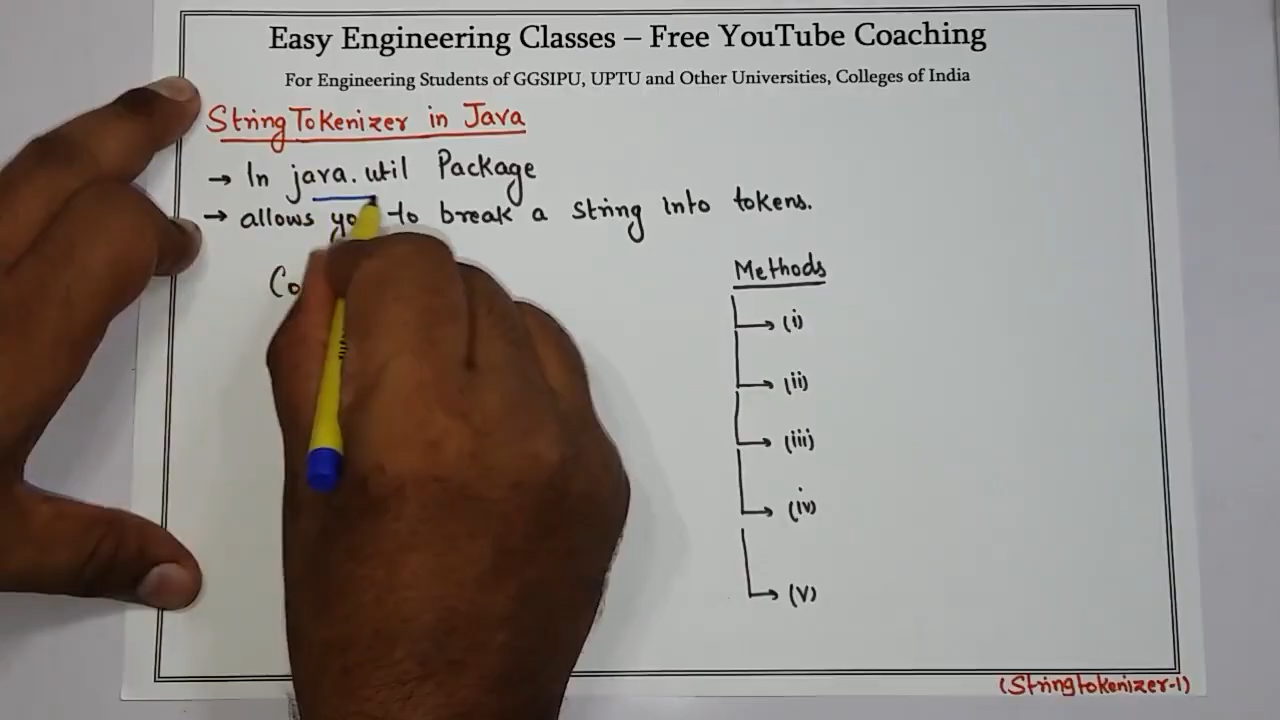 Easy Engineering Classes – Free YouTube Coaching
For Engineering Students of GGSIPU, UPTU and Other Universities, Colleges of India
StringTokenizer in Java
→ In java.util Package
→ allows you to break a string into tokens.
Methods
(i)
(ii)
(iii)
(iv)
(v)
(Stringtokenizer-1)